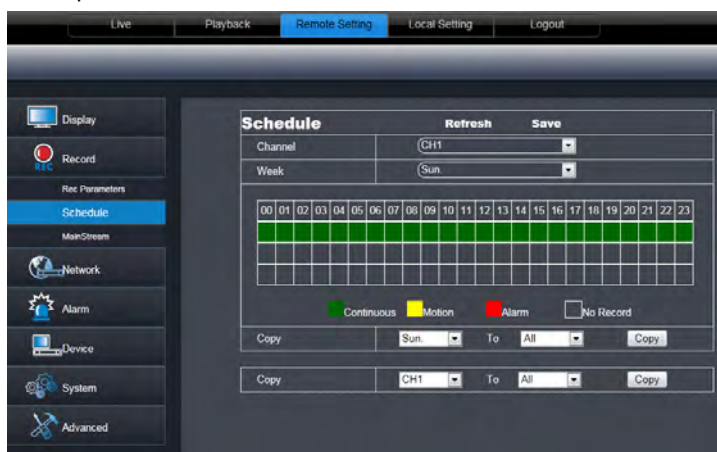 Live Playback Remote Setting Local Setting Logout
Display
Record
REC
Rec Parameters
Schedule
MainStream
Network
Alarm
Device
System
Advanced
Schedule Refresh Save
Channel CH1
Week Sun.
00 01 02 03 04 05 06 07 08 09 10 11 12 13 14 15 16 17 18 19 20 21 22 23
Continuous Motion Alarm No Record
Copy Sun. To All Copy
Copy CH1 To All Copy